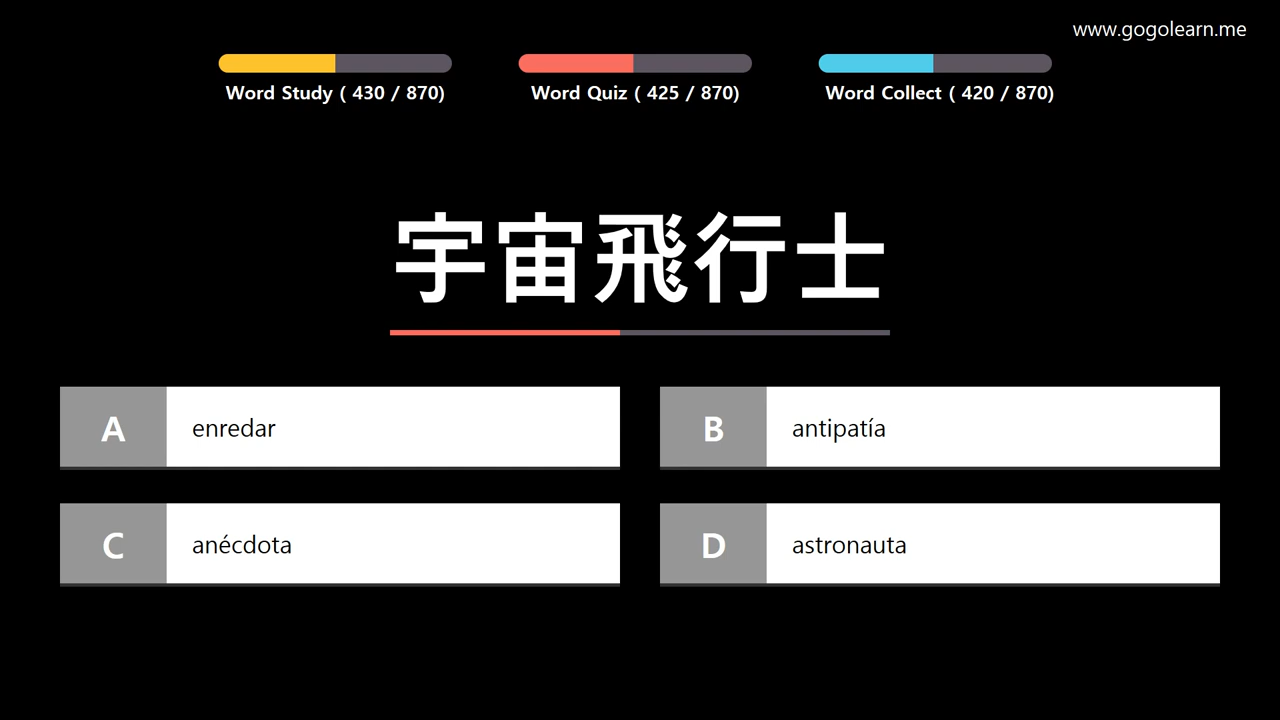 www.gogolearn.me
Word Study ( 430 / 870)
Word Quiz ( 425 / 870)
Word Collect ( 420 / 870)
宇宙飛行士
A enredar
B antipatía
C anécdota
D astronauta